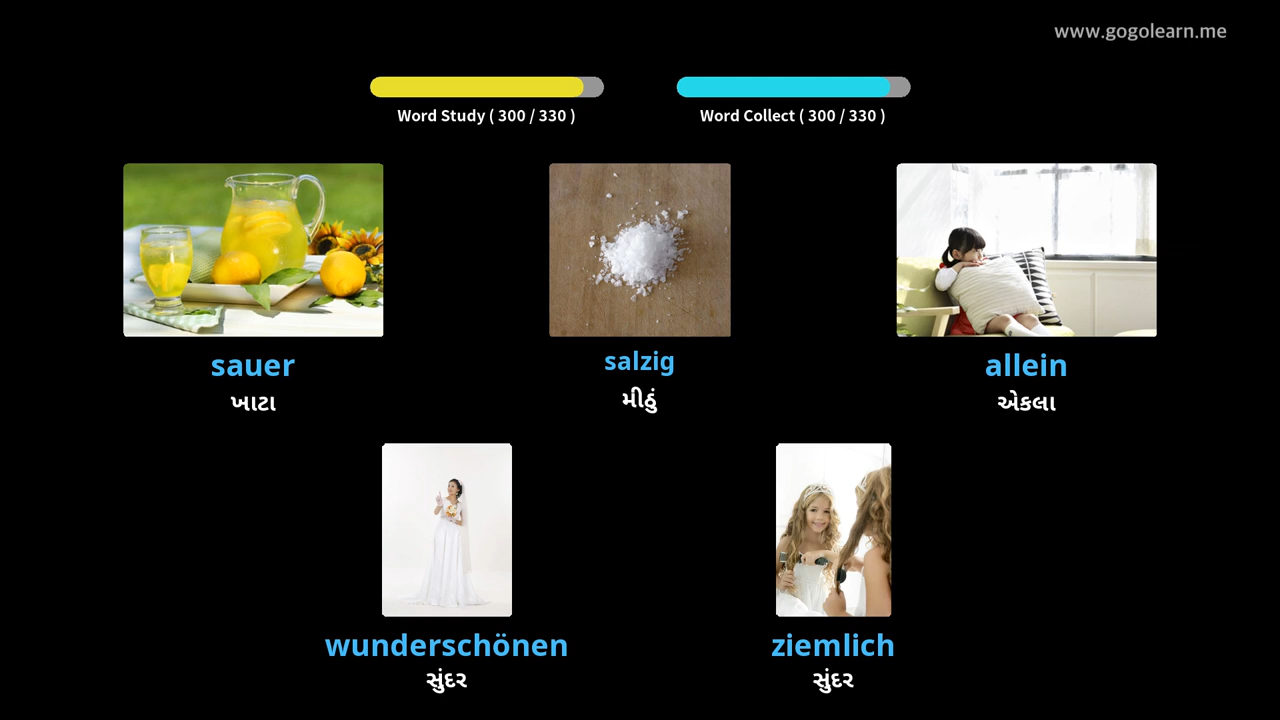 www.gogolearn.me
Word Study ( 300 / 330 )
Word Collect ( 300 / 330 )
sauer
ખાટા
salzig
મીઠું
allein
એકલા
wunderschönen
સુંદર
ziemlich
સુંદર